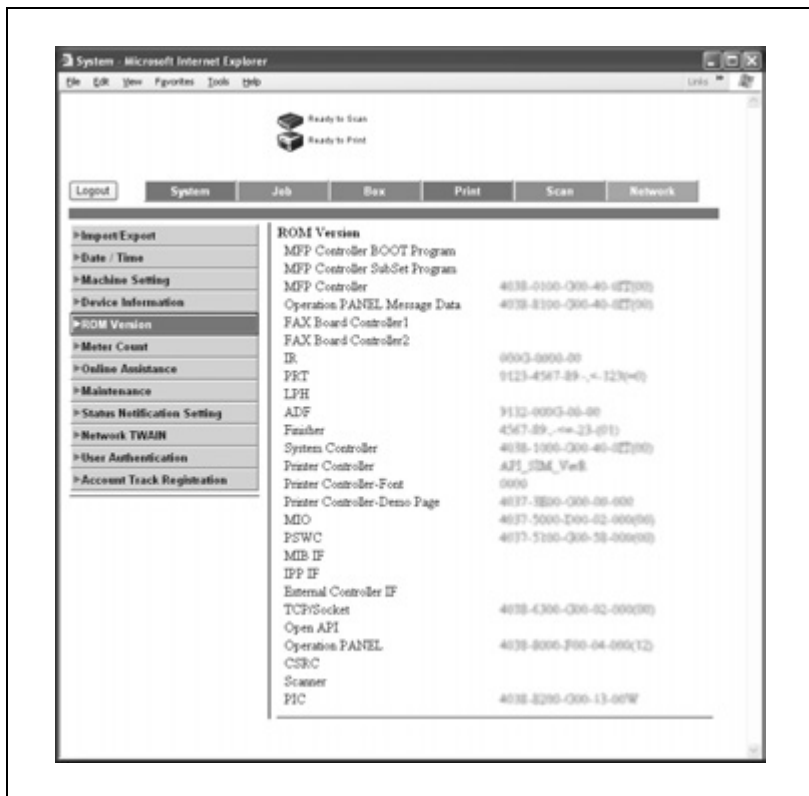 System - Microsoft Internet Explorer
File Edit View Favorites Tools Help
Links »
Ready to Scan
Ready to Print
Logout System Job Box Print Scan Network
Import/Export
Date / Time
Machine Setting
Device Information
ROM Version
Meter Count
Online Assistance
Maintenance
Status Notification Setting
Network TWAIN
User Authentication
Account Track Registration
ROM Version
MFP Controller BOOT Program
MFP Controller SubSet Program
MFP Controller
Operation PANEL Message Data
FAX Board Controller1
FAX Board Controller2
IR
PRT
LPH
ADF
Finisher
System Controller
Printer Controller
Printer Controller-Font 0000
Printer Controller-Demo Page
MIO
PSWC
MIB IF
IPP IF
External Controller IF
TCP/Socket
Open API
Operation PANEL
CSRC
Scanner
PIC